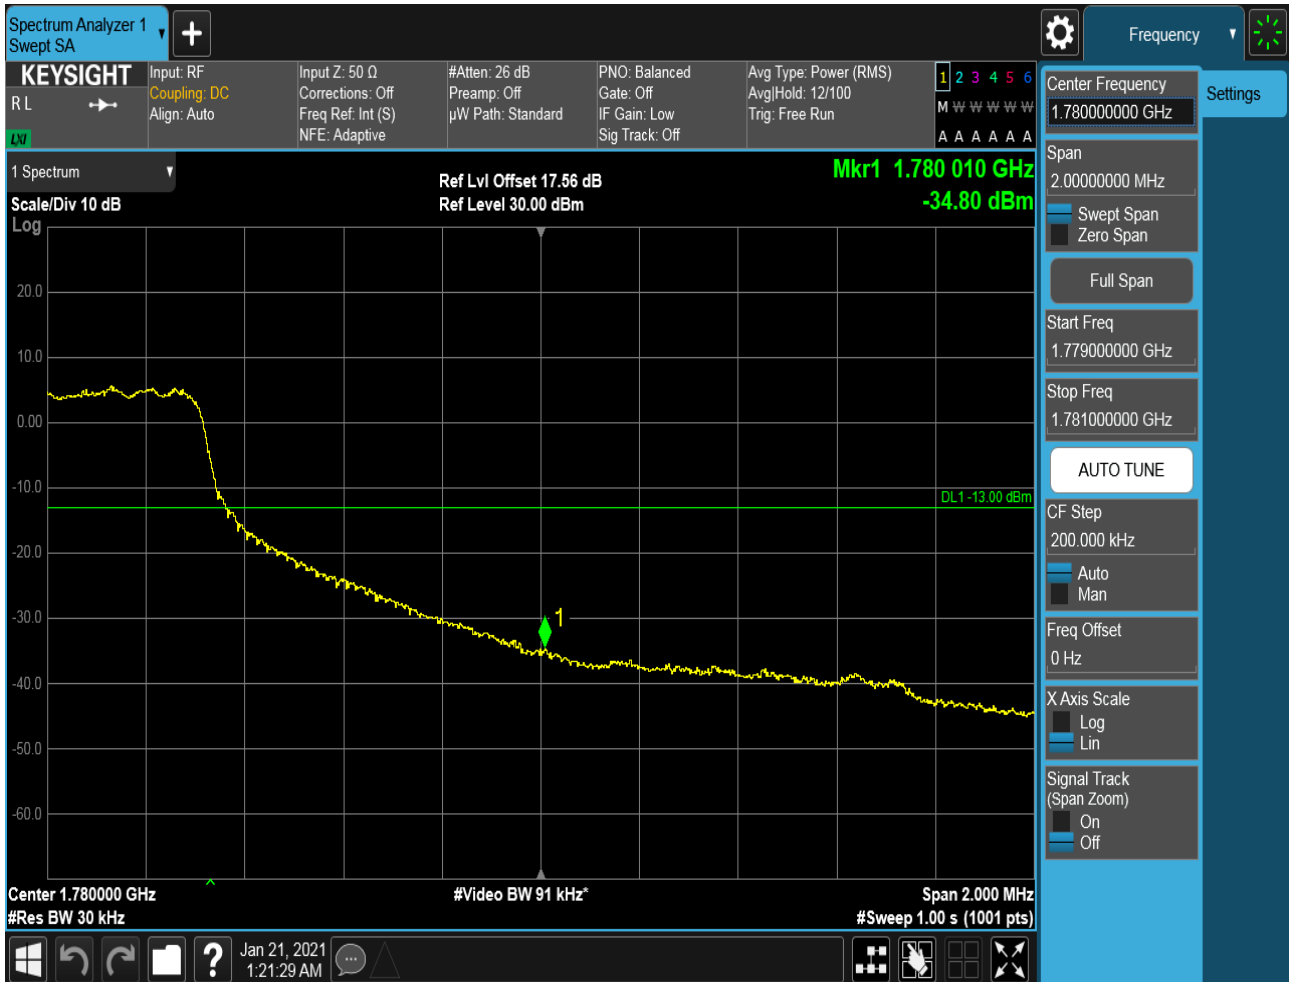 Spectrum Analyzer 1
Swept SA
Frequency
KEYSIGHT
R L
LXI
Input: RF
Coupling: DC
Align: Auto
Input Z: 50 Ω
Corrections: Off
Freq Ref: Int (S)
NFE: Adaptive
#Atten: 26 dB
Preamp: Off
µW Path: Standard
PNO: Balanced
Gate: Off
IF Gain: Low
Sig Track: Off
Avg Type: Power (RMS)
Avg|Hold: 12/100
Trig: Free Run
1 2 3 4 5 6
M W W W W W
A A A A A A
1 Spectrum
Scale/Div 10 dB
Log
Ref Lvl Offset 17.56 dB
Ref Level 30.00 dBm
Mkr1 1.780 010 GHz
-34.80 dBm
20.0
10.0
0.00
-10.0
-20.0
-30.0
-40.0
-50.0
-60.0
DL1 -13.00 dBm
1
Center 1.780000 GHz
#Res BW 30 kHz
#Video BW 91 kHz*
Span 2.000 MHz
#Sweep 1.00 s (1001 pts)
Center Frequency
1.780000000 GHz
Settings
Span
2.00000000 MHz
Swept Span
Zero Span
Full Span
Start Freq
1.779000000 GHz
Stop Freq
1.781000000 GHz
AUTO TUNE
CF Step
200.000 kHz
Auto
Man
Freq Offset
0 Hz
X Axis Scale
Log
Lin
Signal Track
(Span Zoom)
On
Off
?
Jan 21, 2021
1:21:29 AM